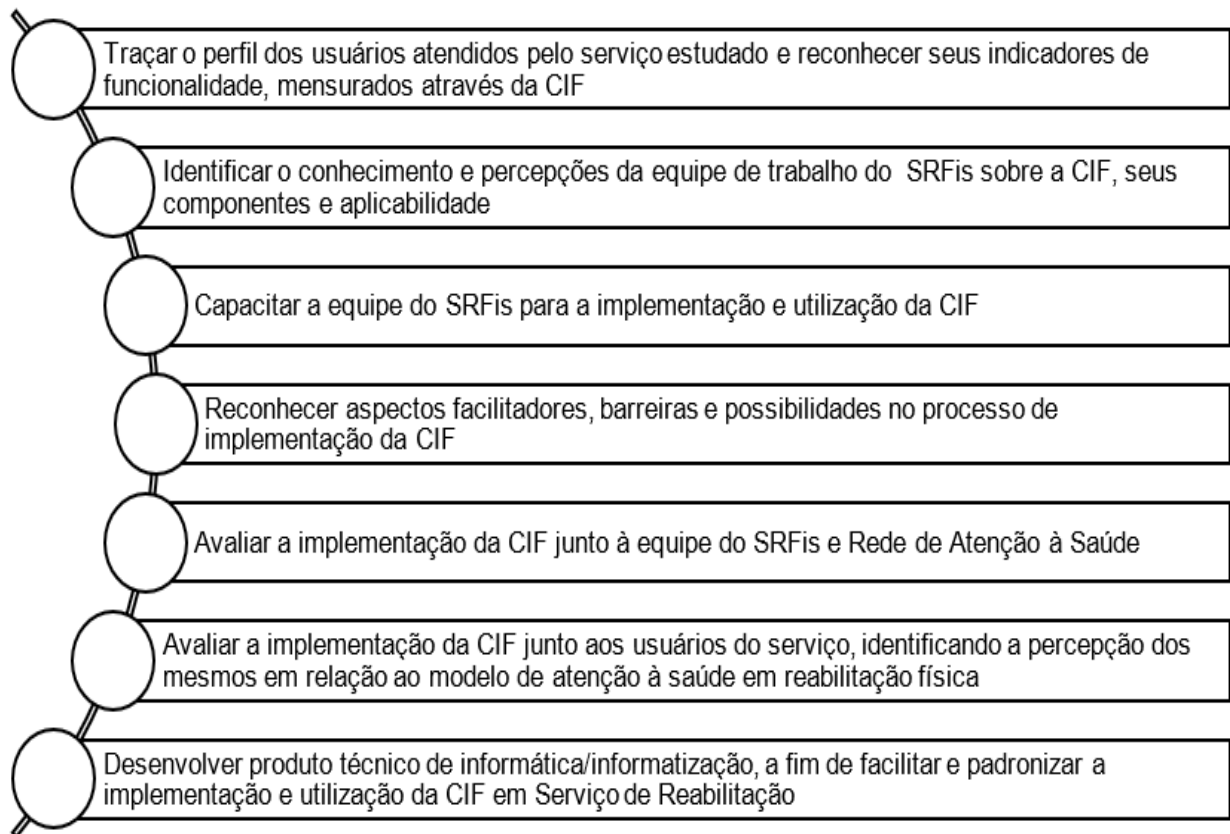 Traçar o perfil dos usuários atendidos pelo serviço estudado e reconhecer seus indicadores de
funcionalidade, mensurados através da CIF
Identificar o conhecimento e percepções da equipe de trabalho do SRFis sobre a CIF, seus
componentes e aplicabilidade
Capacitar a equipe do SRFis para a implementação e utilização da CIF
Reconhecer aspectos facilitadores, barreiras e possibilidades no processo de
implementação da CIF
Avaliar a implementação da CIF junto à equipe do SRFis e Rede de Atenção à Saúde
Avaliar a implementação da CIF junto aos usuários do serviço, identificando a percepção dos
mesmos em relação ao modelo de atenção à saúde em reabilitação física
Desenvolver produto técnico de informática/informatização, a fim de facilitar e padronizar a
implementação e utilização da CIF em Serviço de Reabilitação